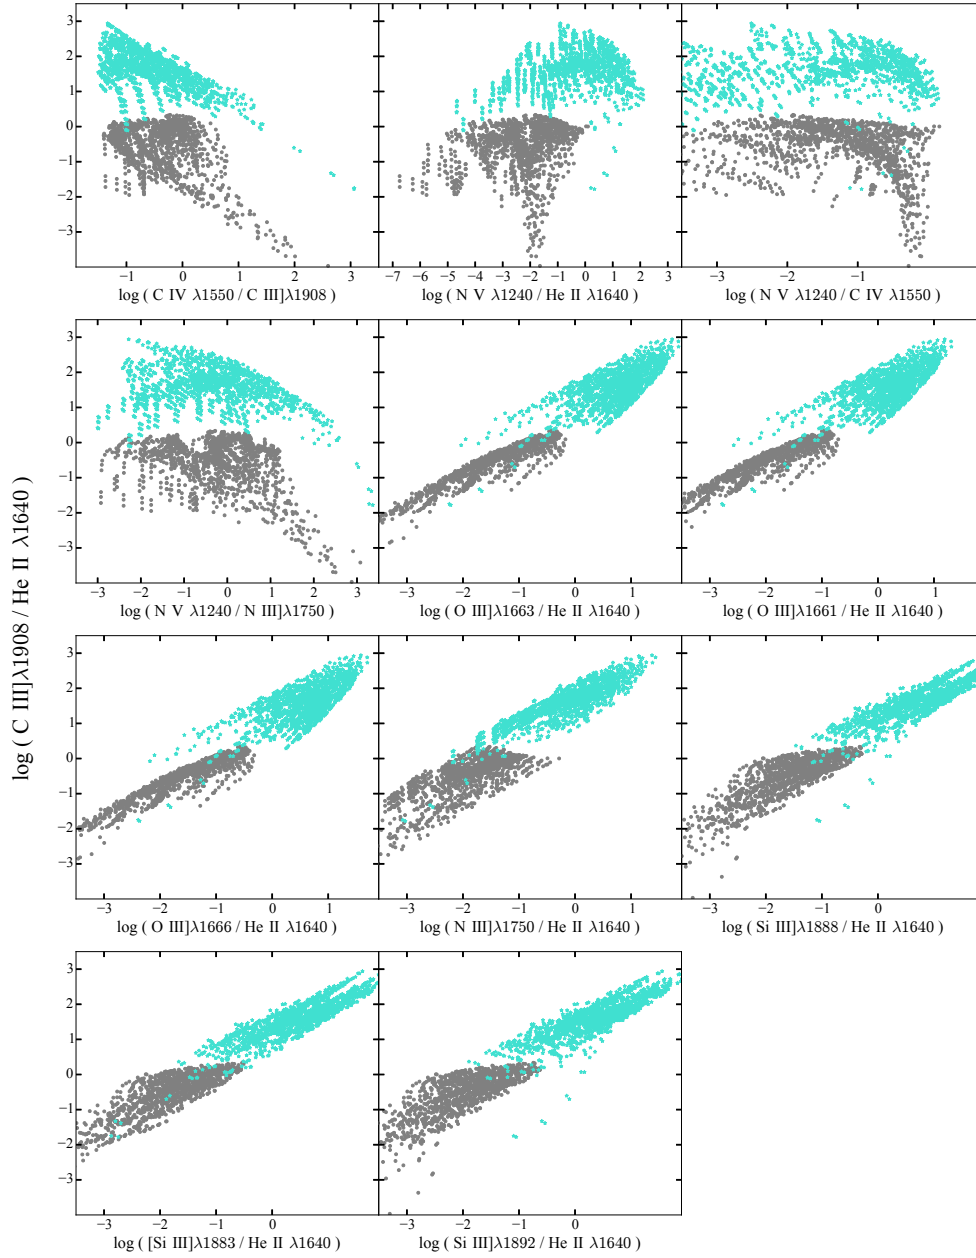 3
2
1
0
−1
−2
−3
−1 0 1 2 3
−7 −6 −5 −4 −3 −2 −1 0 1 2 3
−2 −1 0
log ( C IV λ1550 / C III]λ1908 )
log ( N V λ1240 / He II λ1640 )
log ( N V λ1240 / C IV λ1550 )
3
2
1
0
−1
−2
−3
−3 −2 −1 0 1 2 3
−3 −2 −1 0 1
−3 −2 −1 0 1
log ( N V λ1240 / N III]λ1750 )
log ( O III]λ1663 / He II λ1640 )
log ( O III]λ1661 / He II λ1640 )
log ( C III]λ1908 / He II λ1640 )
3
2
1
0
−1
−2
−3
−3 −2 −1 0 1
−3 −2 −1 0 1
−3 −2 −1 0
log ( O III]λ1666 / He II λ1640 )
log ( N III]λ1750 / He II λ1640 )
log ( Si III]λ1888 / He II λ1640 )
3
2
1
0
−1
−2
−3
−3 −2 −1 0 1
−3 −2 −1 0 1
log ( [Si III]λ1883 / He II λ1640 )
log ( Si III]λ1892 / He II λ1640 )